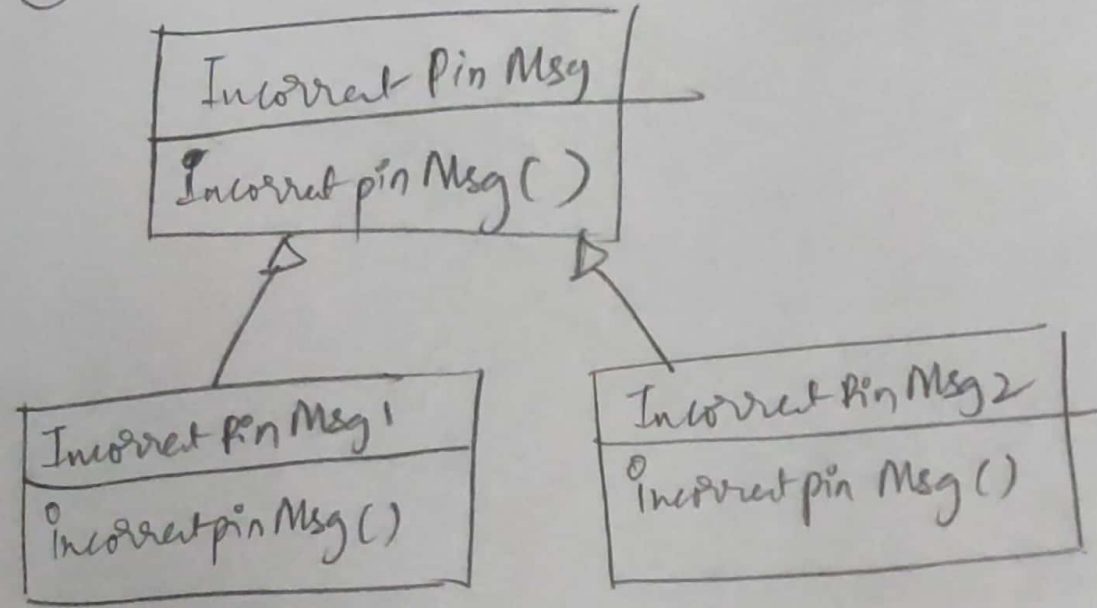 Incorrect Pin Msg
Incorrect pin Msg ( )
Incorrect Pin Msg 1
incorrect pin Msg ( )
Incorrect Pin Msg 2
incorrect pin Msg ( )